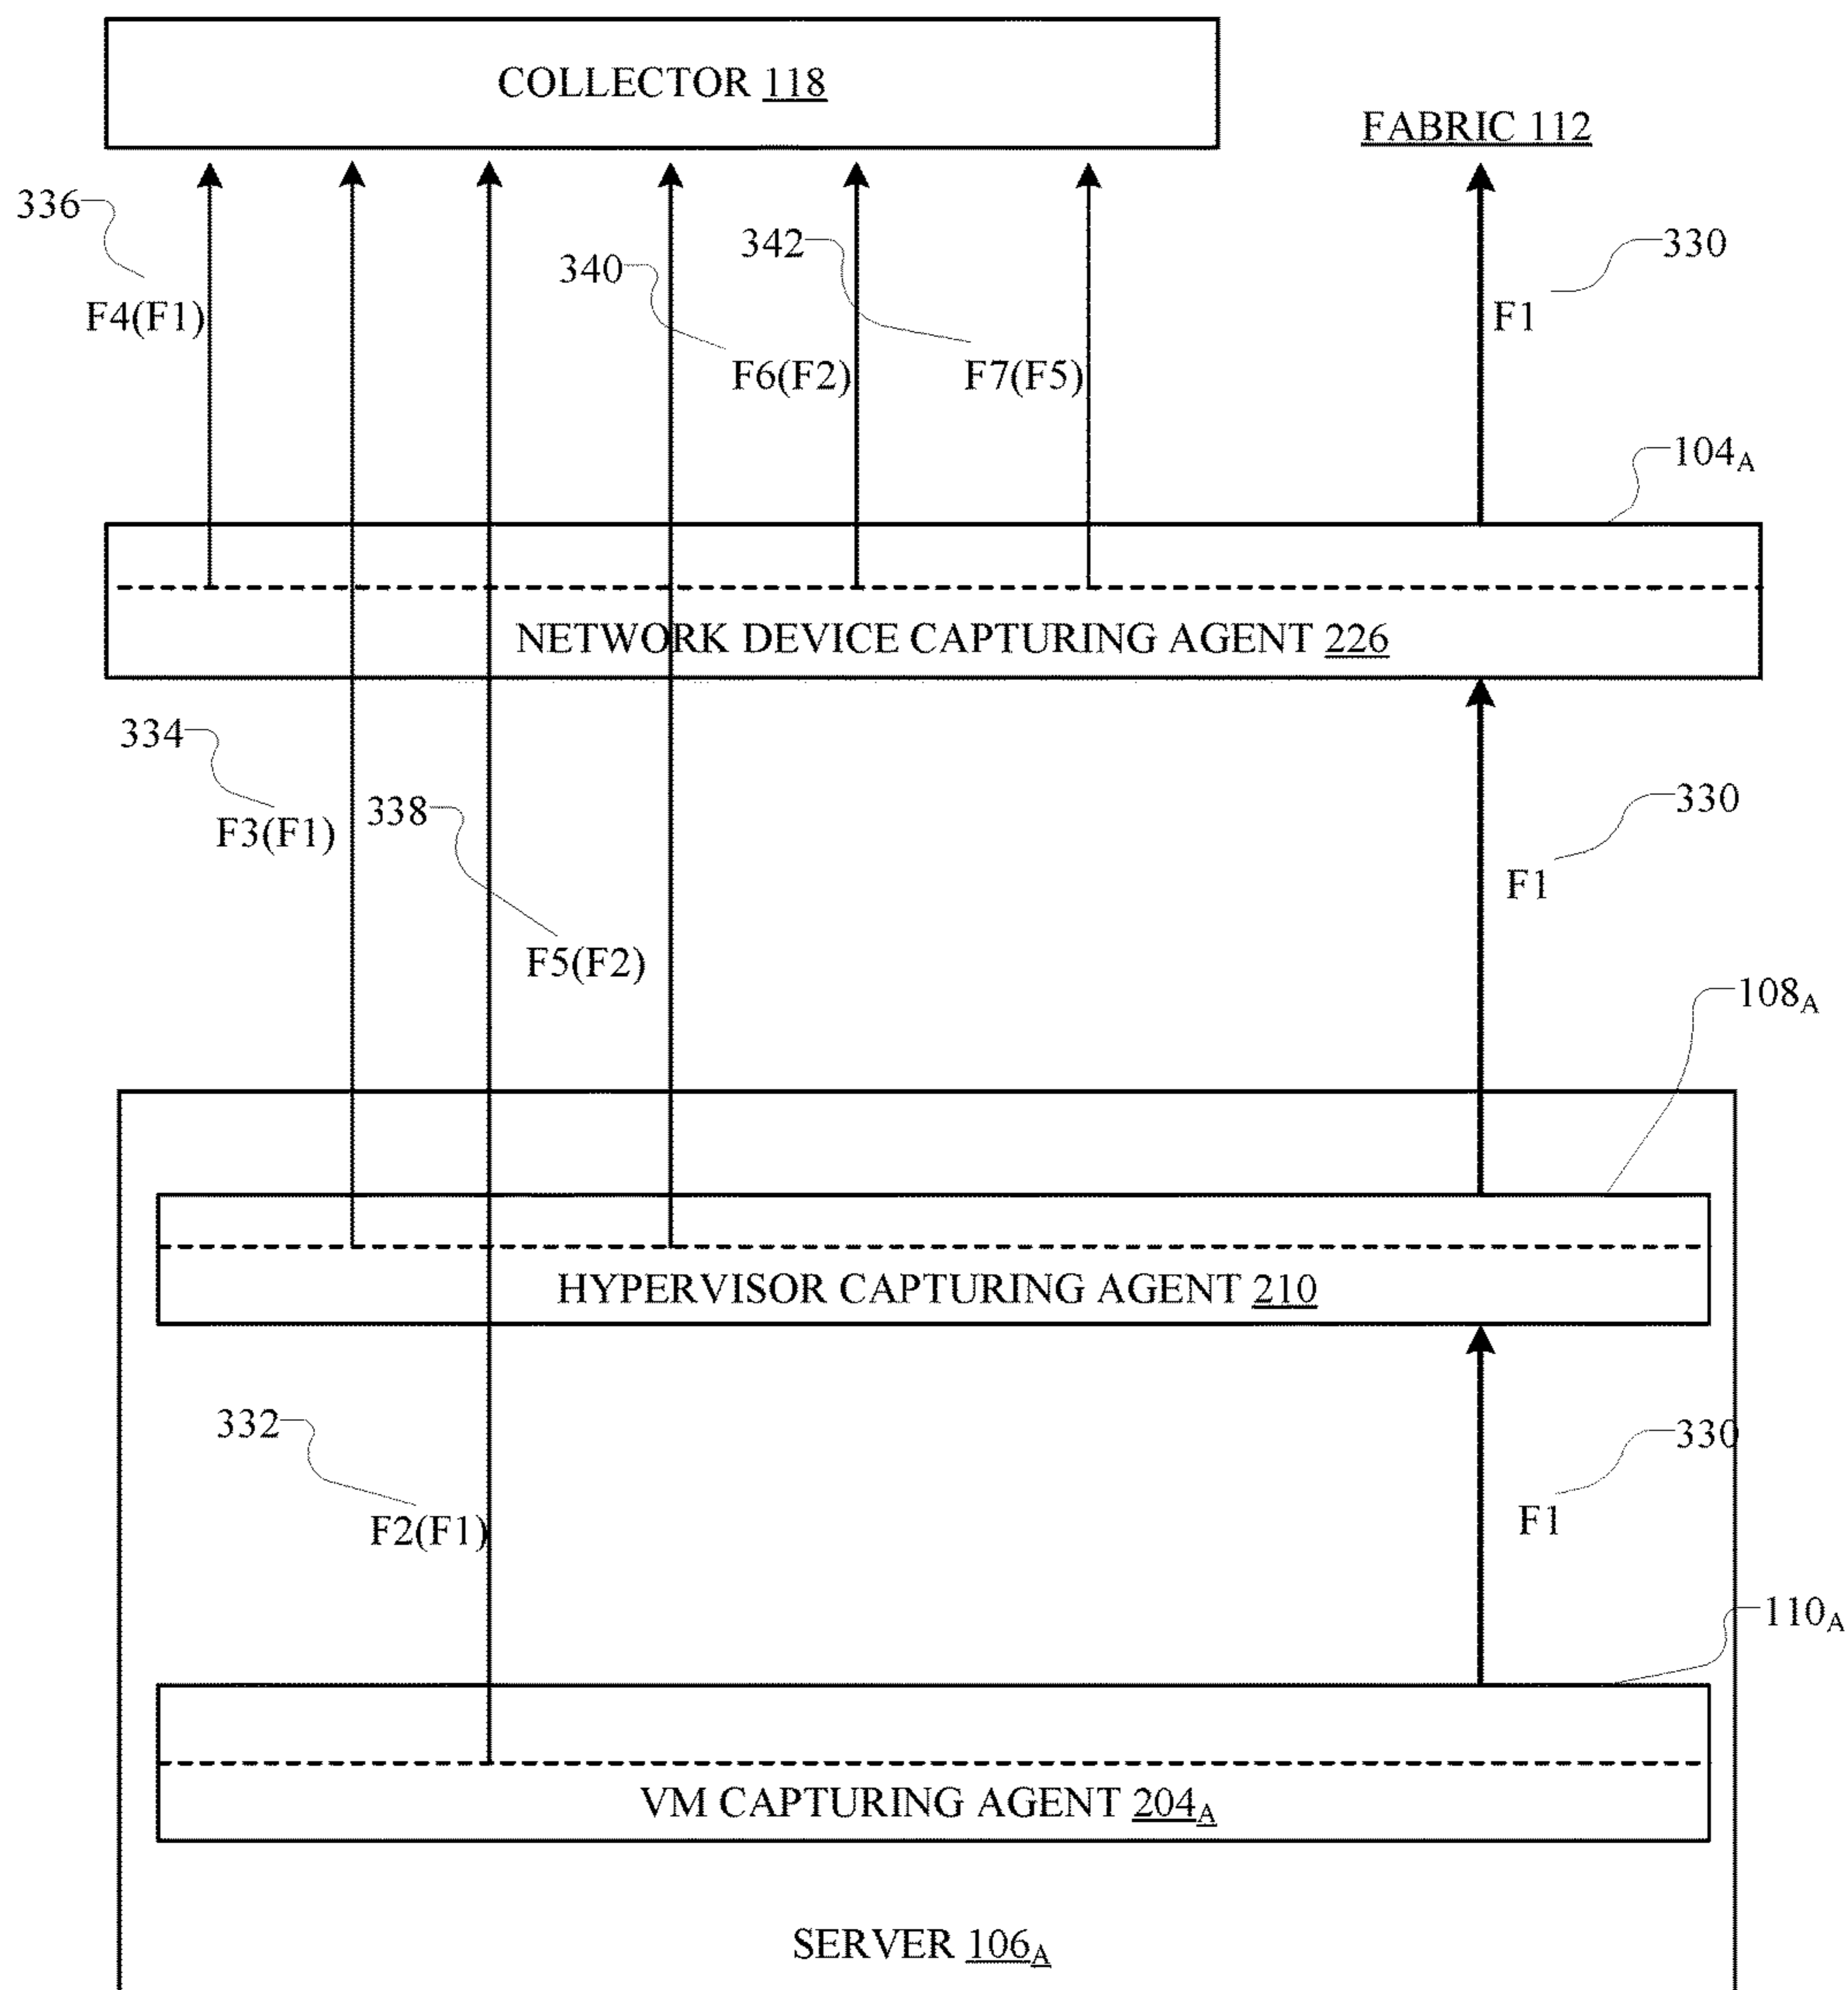 COLLECTOR 118
FABRIC 112
336
340
342
330
F4(F1)
F6(F2)
F7(F5)
F1
104A
NETWORK DEVICE CAPTURING AGENT 226
334
338
330
F3(F1)
F1
F5(F2)
108A
HYPERVISOR CAPTURING AGENT 210
332
330
F2(F1)
F1
110A
VM CAPTURING AGENT 204A
SERVER 106A